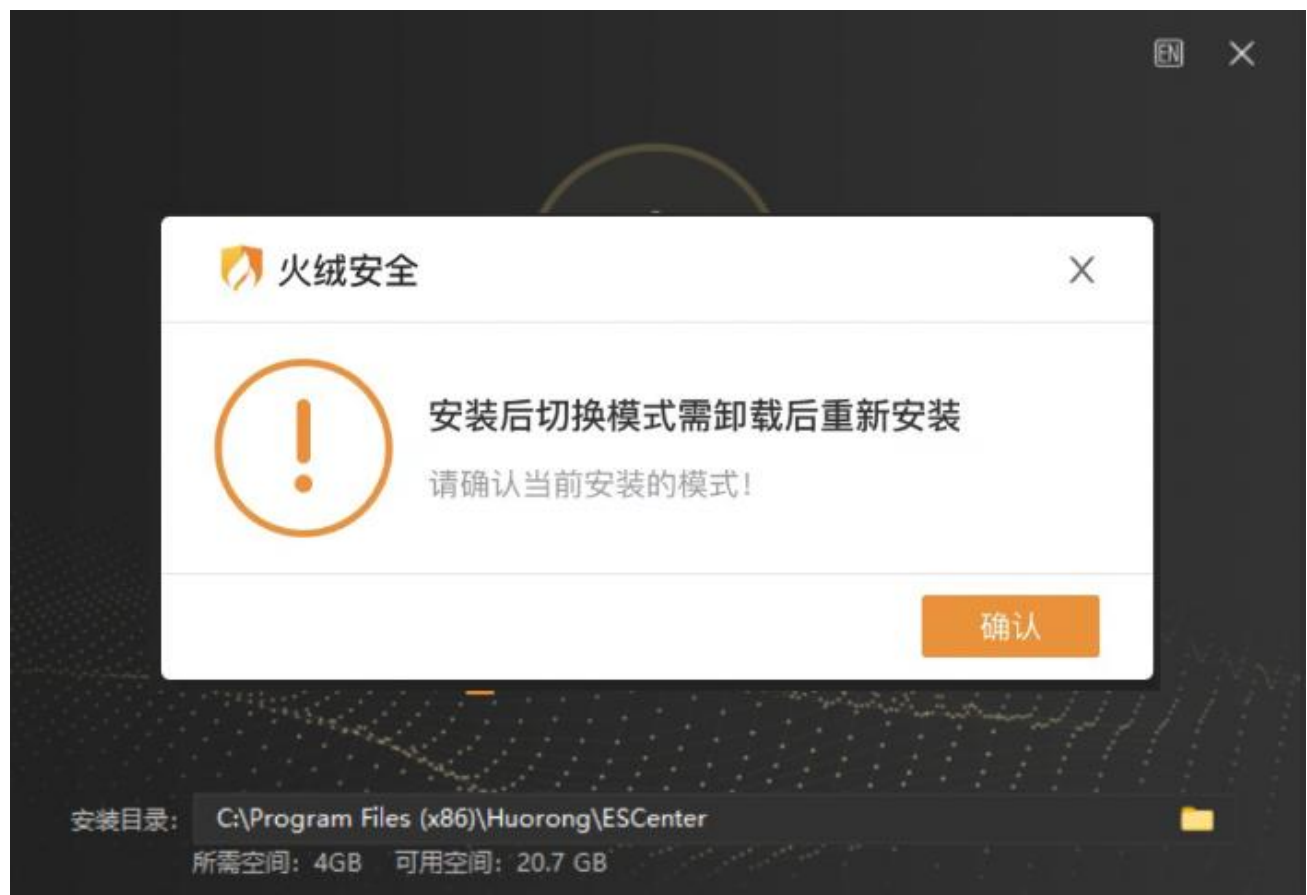 EN
火绒安全
安装后切换模式需卸载后重新安装
请确认当前安装的模式！
确认
安装目录： C:\Program Files (x86)\Huorong\ESCenter
所需空间：4GB 可用空间：20.7 GB